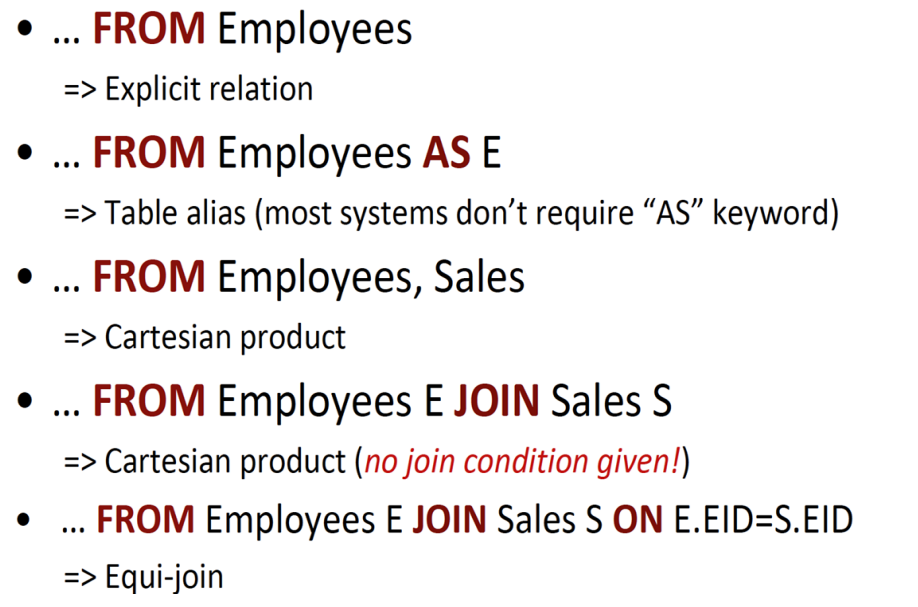 • ... FROM Employees
=> Explicit relation
• ... FROM Employees AS E
=> Table alias (most systems don’t require “AS” keyword)
• ... FROM Employees, Sales
=> Cartesian product
• ... FROM Employees E JOIN Sales S
=> Cartesian product (no join condition given!)
• ... FROM Employees E JOIN Sales S ON E.EID=S.EID
=> Equi-join